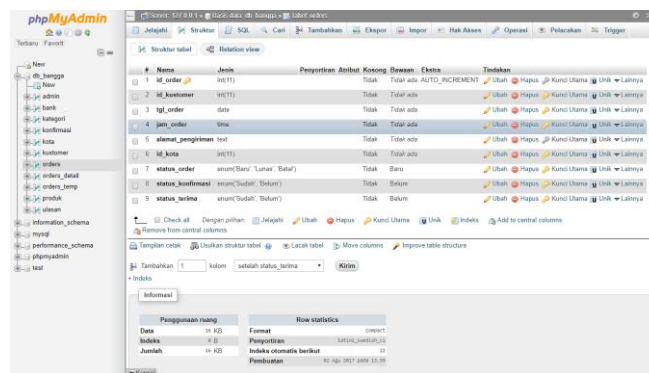 phpMyAdmin
Terbaru Favorit
New
db_bangga
New
admin
bank
kategori
konfirmasi
kota
kustomer
orders
orders_detail
orders_temp
produk
ulasan
information_schema
mysql
performance_schema
phpmyadmin
test
Server: 127.0.0.1 » Basis data: db_bangga » Tabel: orders
Jelajahi Struktur SQL Cari Tambahkan Ekspor Impor Hak Akses Operasi Pelacakan Trigger
Struktur tabel Relation view
# Nama Jenis Penyortiran Atribut Kosong Bawaan Ekstra Tindakan
1 id_order int(11) Tidak Tidak ada AUTO_INCREMENT Ubah Hapus Kunci Utama Unik Lainnya
2 id_kustomer int(11) Tidak Tidak ada Ubah Hapus Kunci Utama Unik Lainnya
3 tgl_order date Tidak Tidak ada Ubah Hapus Kunci Utama Unik Lainnya
4 jam_order time Tidak Tidak ada Ubah Hapus Kunci Utama Unik Lainnya
5 alamat_pengiriman text Tidak Tidak ada Ubah Hapus Kunci Utama Unik Lainnya
6 id_kota int(11) Tidak Tidak ada Ubah Hapus Kunci Utama Unik Lainnya
7 status_order enum('Baru', 'Lunas', 'Batal') Tidak Baru Ubah Hapus Kunci Utama Unik Lainnya
8 status_konfirmasi enum('Sudah', 'Belum') Tidak Belum Ubah Hapus Kunci Utama Unik Lainnya
9 status_terima enum('Sudah', 'Belum') Tidak Belum Ubah Hapus Kunci Utama Unik Lainnya
Check all Dengan pilihan: Jelajahi Ubah Hapus Kunci Utama Unik Indeks Add to central columns
Remove from central columns
Tampilan cetak Usulkan struktur tabel Lacak tabel Move columns Improve table structure
Tambahkan 1 kolom setelah status_terima Kirim
+ Indeks
Informasi
Penggunaan ruang
Data 16 KB
Indeks 0 B
Jumlah 16 KB
Row statistics
Format Compact
Penyortiran latin1_swedish_ci
Indeks otomatis berikut
Pembuatan